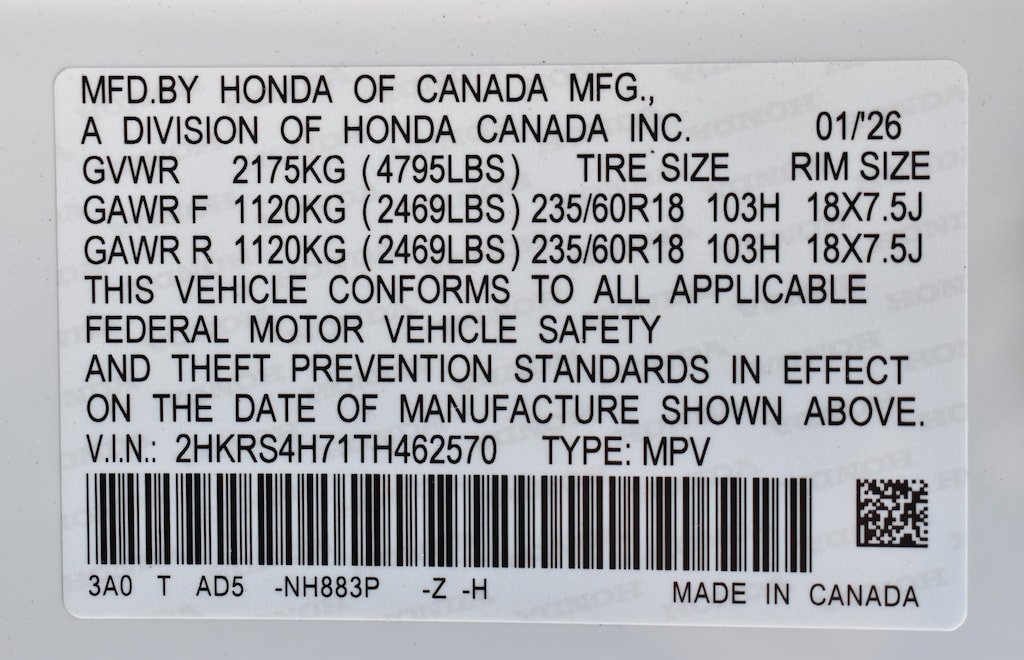 MFD.BY HONDA OF CANADA MFG.,
A DIVISION OF HONDA CANADA INC. 01/'26
GVWR 2175KG (4795LBS) TIRE SIZE RIM SIZE
GAWR F 1120KG (2469LBS) 235/60R18 103H 18X7.5J
GAWR R 1120KG (2469LBS) 235/60R18 103H 18X7.5J
THIS VEHICLE CONFORMS TO ALL APPLICABLE
FEDERAL MOTOR VEHICLE SAFETY
AND THEFT PREVENTION STANDARDS IN EFFECT
ON THE DATE OF MANUFACTURE SHOWN ABOVE.
V.I.N.: 2HKRS4H71TH462570 TYPE: MPV
3A0 T AD5 -NH883P -Z -H MADE IN CANADA